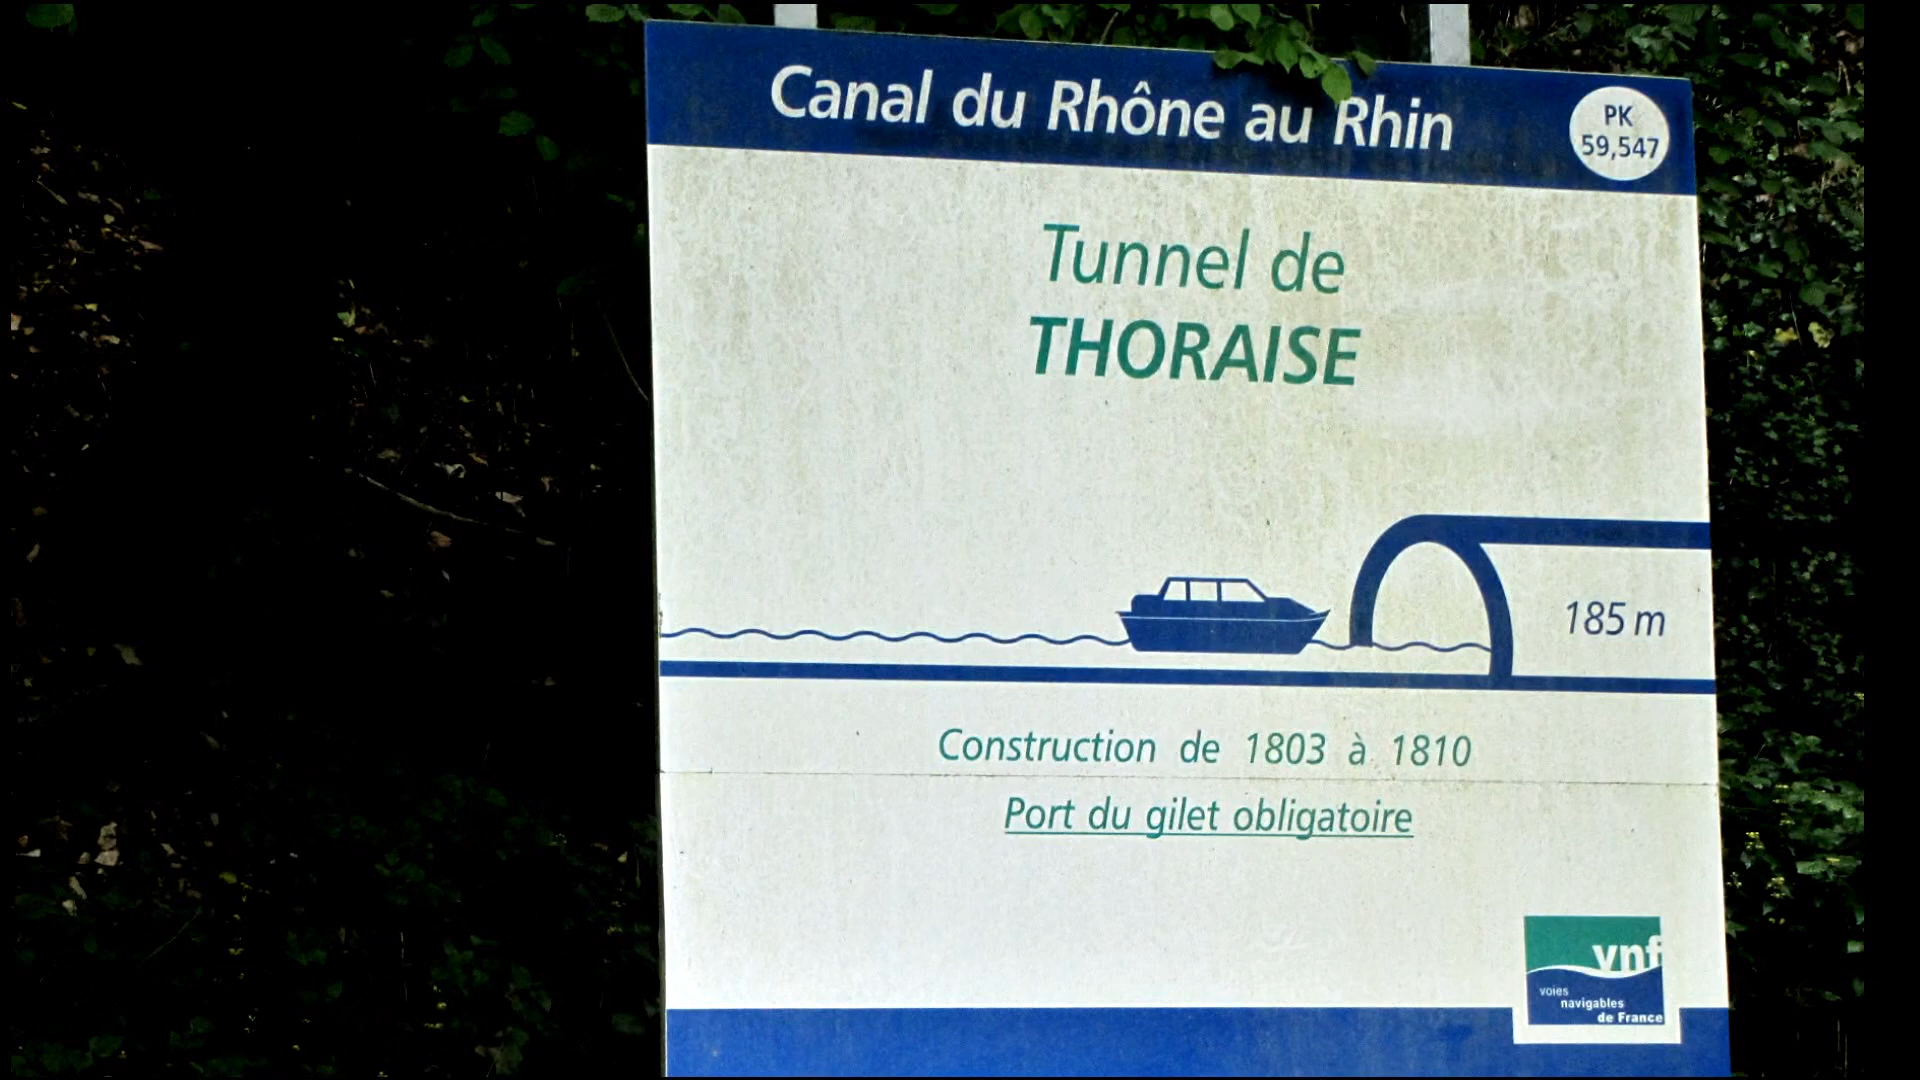 Canal du Rhône au Rhin
PK
59,547
Tunnel de
THORAISE
185 m
Construction de 1803 à 1810
Port du gilet obligatoire
vnf
voies
navigables
de France